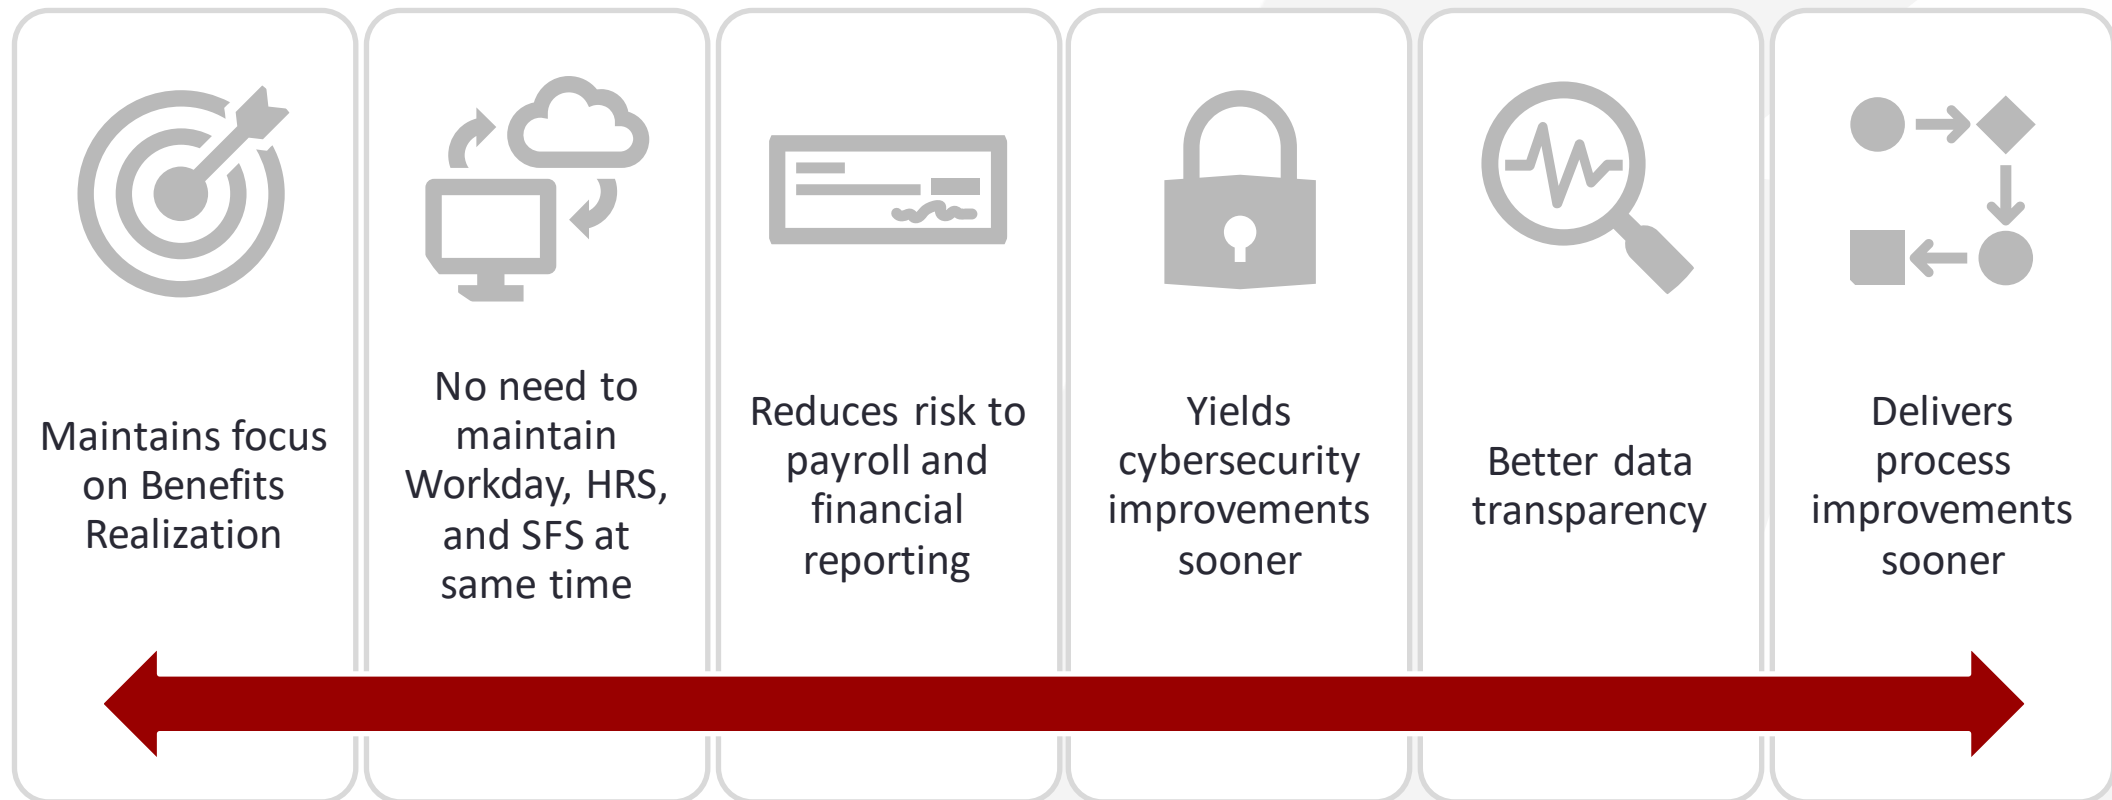 Maintains focus
on Benefits
Realization
No need to
maintain
Workday, HRS,
and SFS at
same time
Reduces risk to
payroll and
financial
reporting
Yields
cybersecurity
improvements
sooner
Better data
transparency
Delivers
process
improvements
sooner